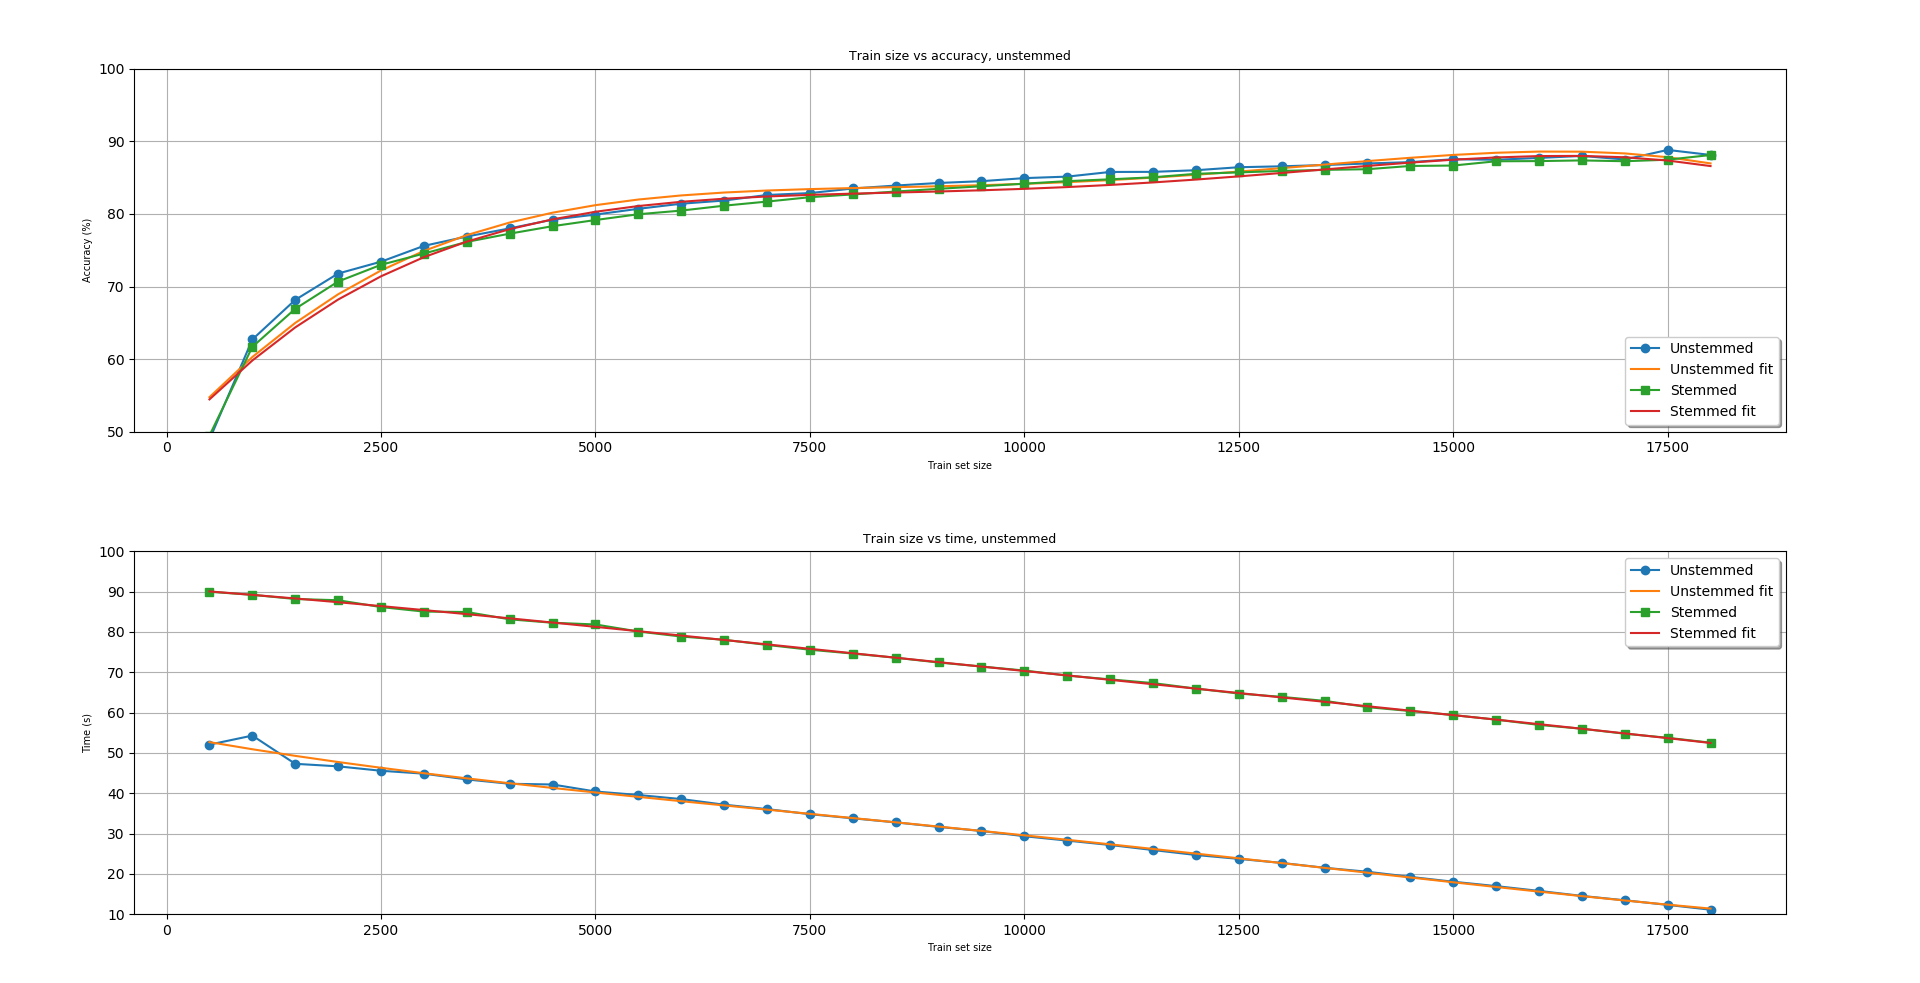 Train size vs accuracy, unstemmed
100
90
80
70
60
50
Accuracy (%)
0 2500 5000 7500 10000 12500 15000 17500
Train set size
Unstemmed
Unstemmed fit
Stemmed
Stemmed fit
Train size vs time, unstemmed
100
90
80
70
60
50
40
30
20
10
Time (s)
0 2500 5000 7500 10000 12500 15000 17500
Train set size
Unstemmed
Unstemmed fit
Stemmed
Stemmed fit